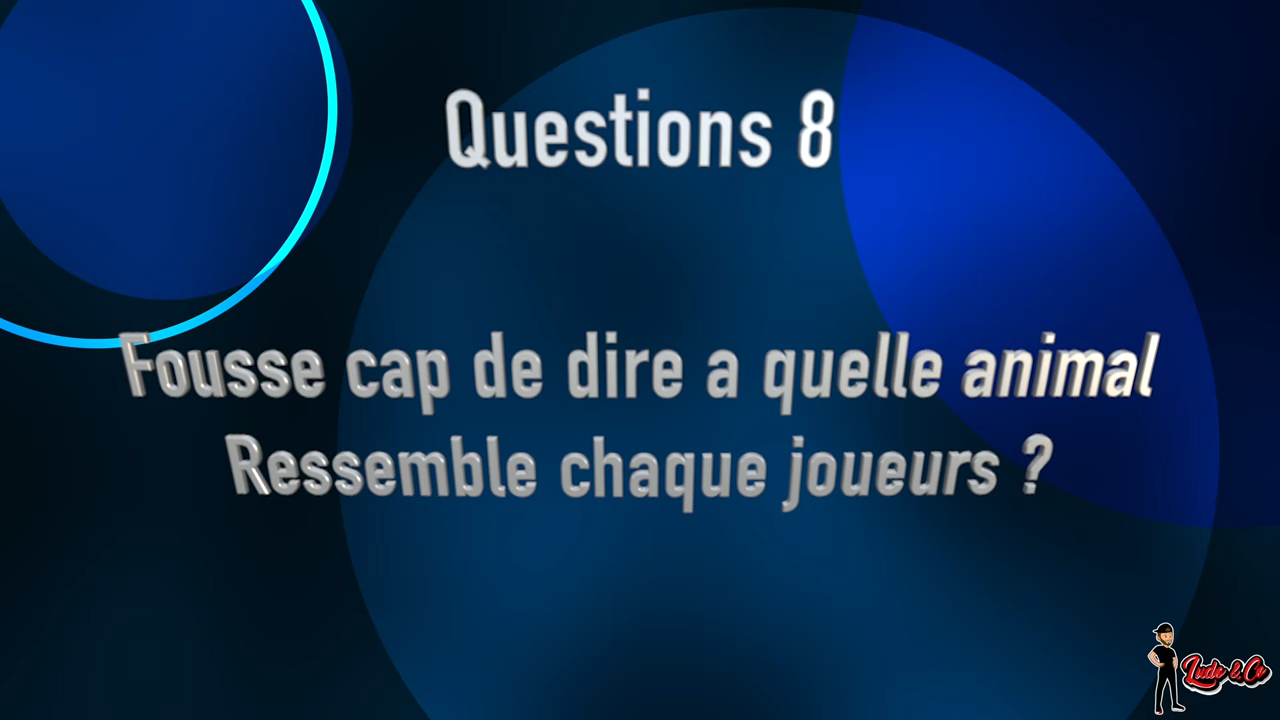 Questions 8
Fousse cap de dire a quelle animal
Ressemble chaque joueurs ?
Ludo & Co